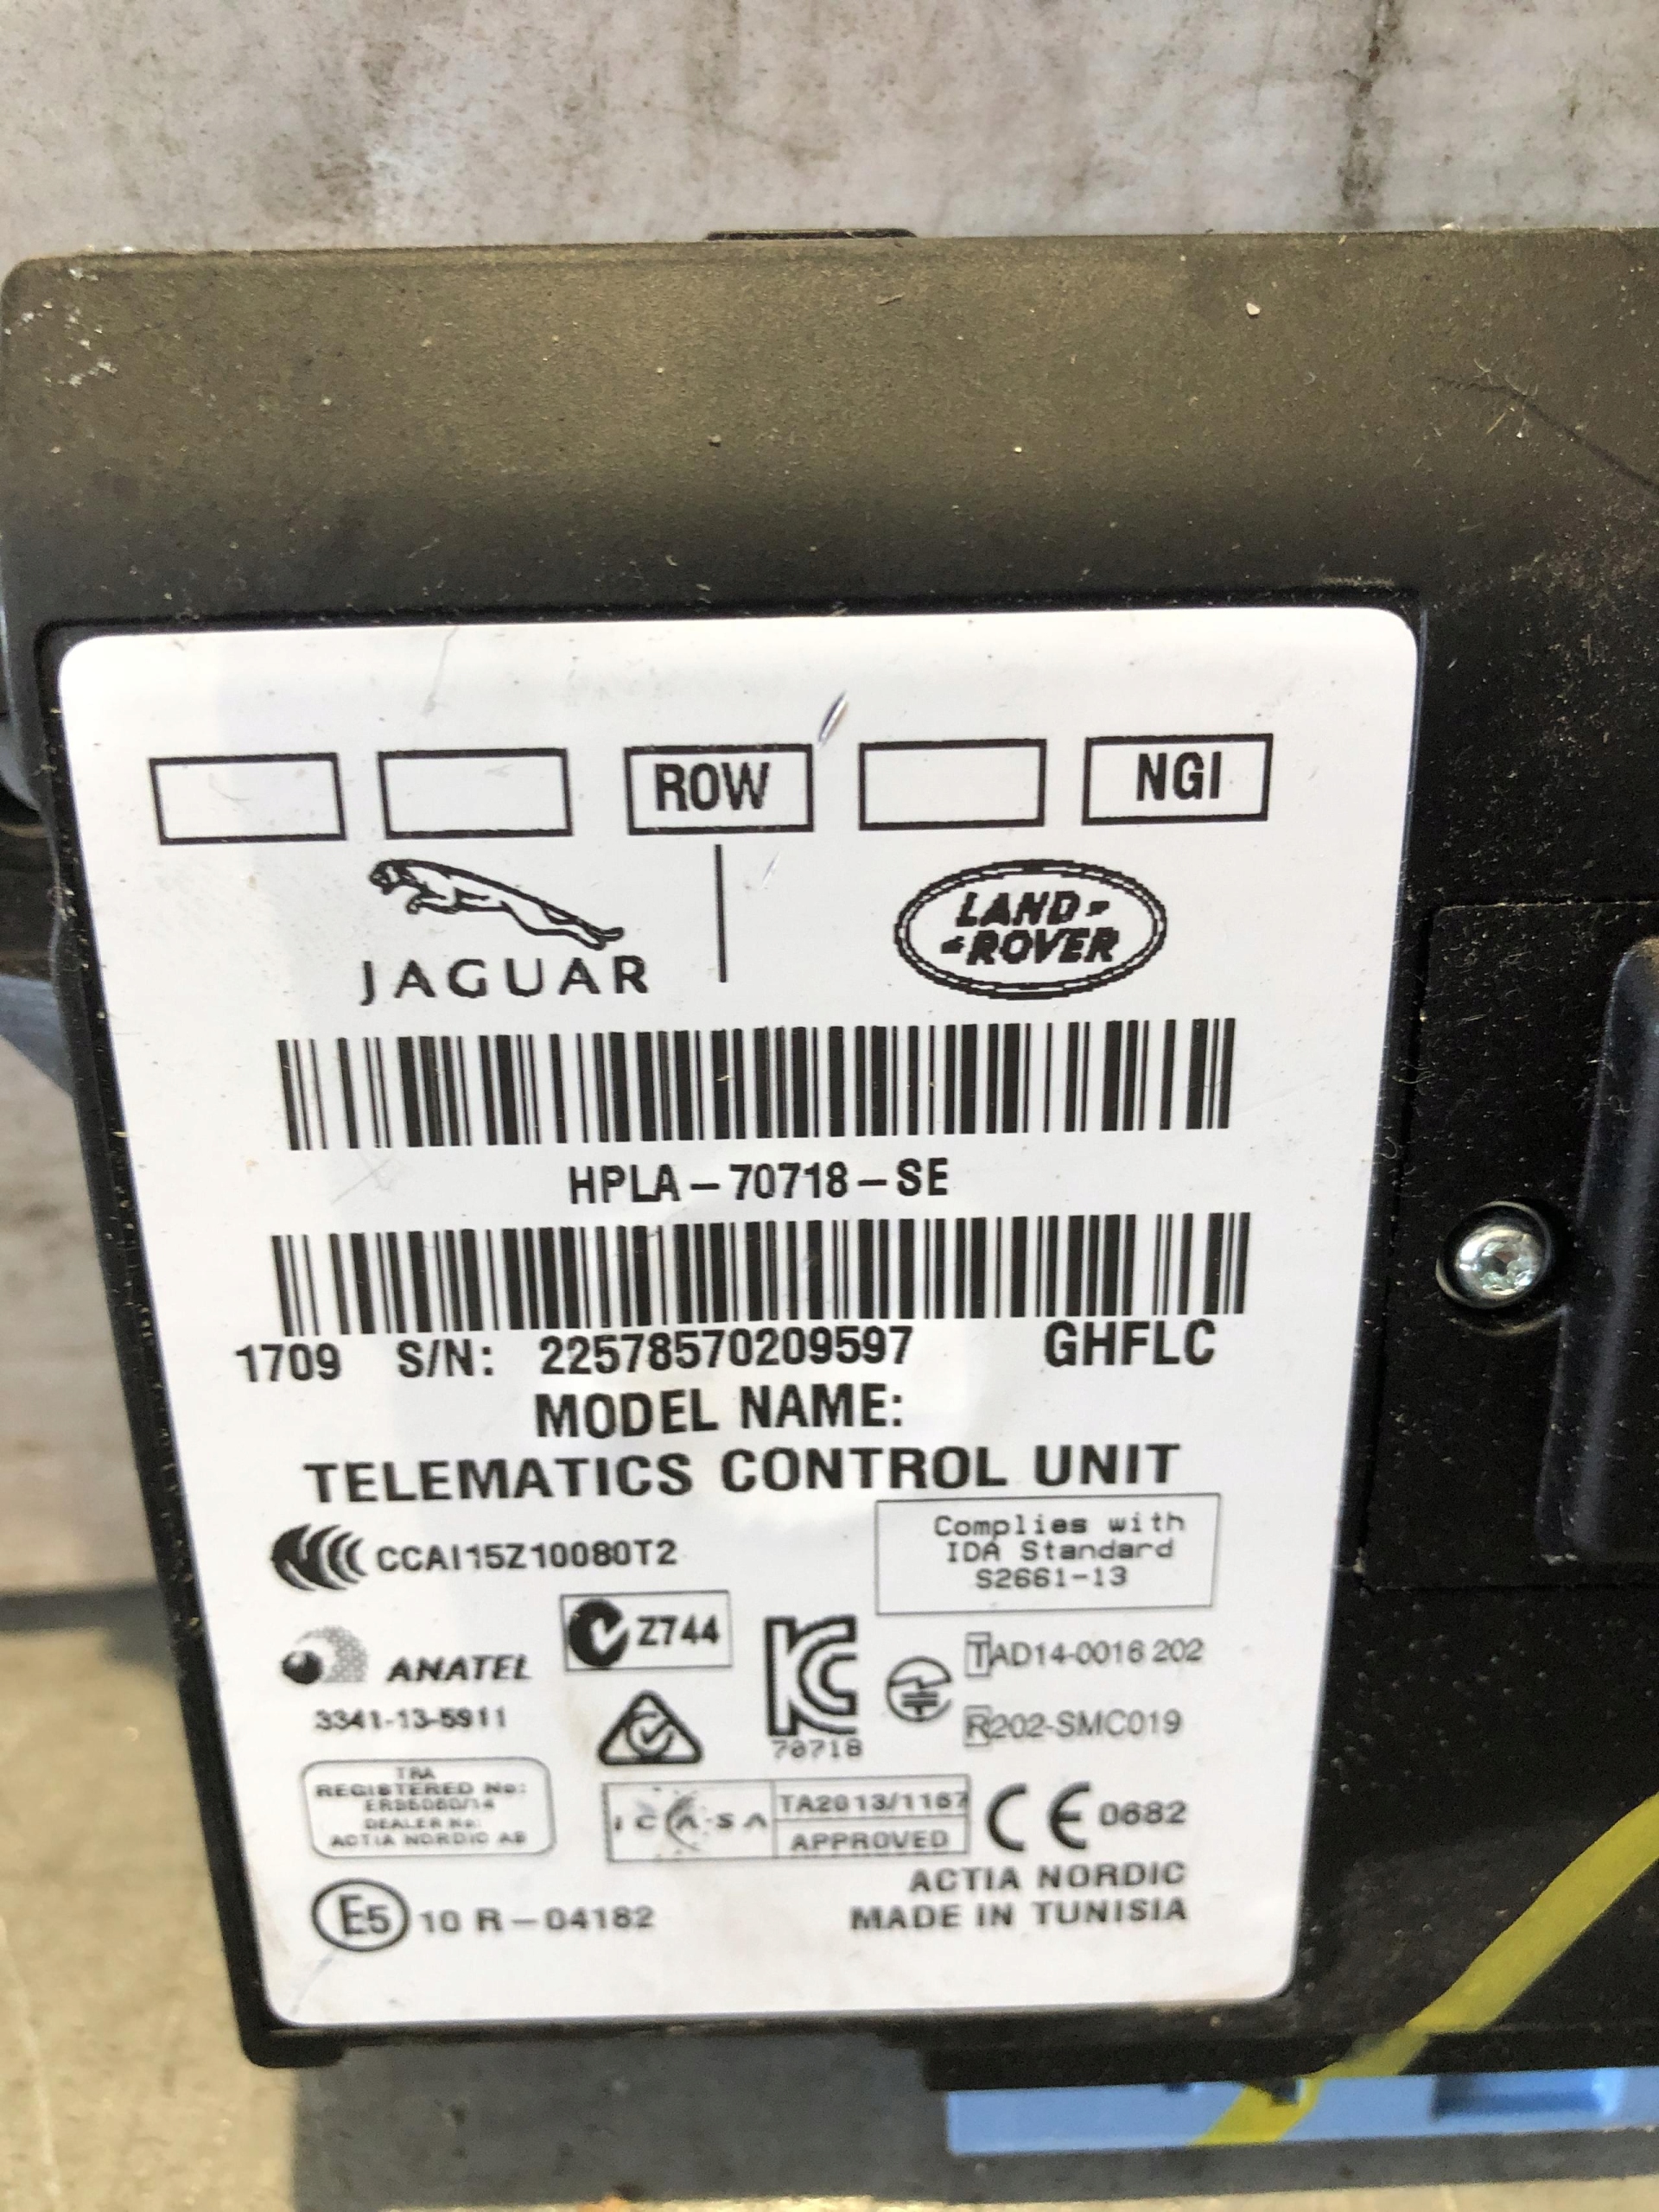 ROW NGI
JAGUAR
LAND-
-ROVER
HPLA-70718-SE
1709 S/N: 22578570209597 GHFLC
MODEL NAME:
TELEMATICS CONTROL UNIT
CCAI15Z10080T2
Complies with
IDA Standard
S2661-13
Z744
ANATEL
3341-13-5911
70718
TAD14-0016 202
R202-SMC019
TRA
REGISTERED No:
DEALER No:
ACTIA NORDIC AB
ICASA
TA2013/1167
APPROVED
CE 0682
ACTIA NORDIC
MADE IN TUNISIA
E5 10 R-04182